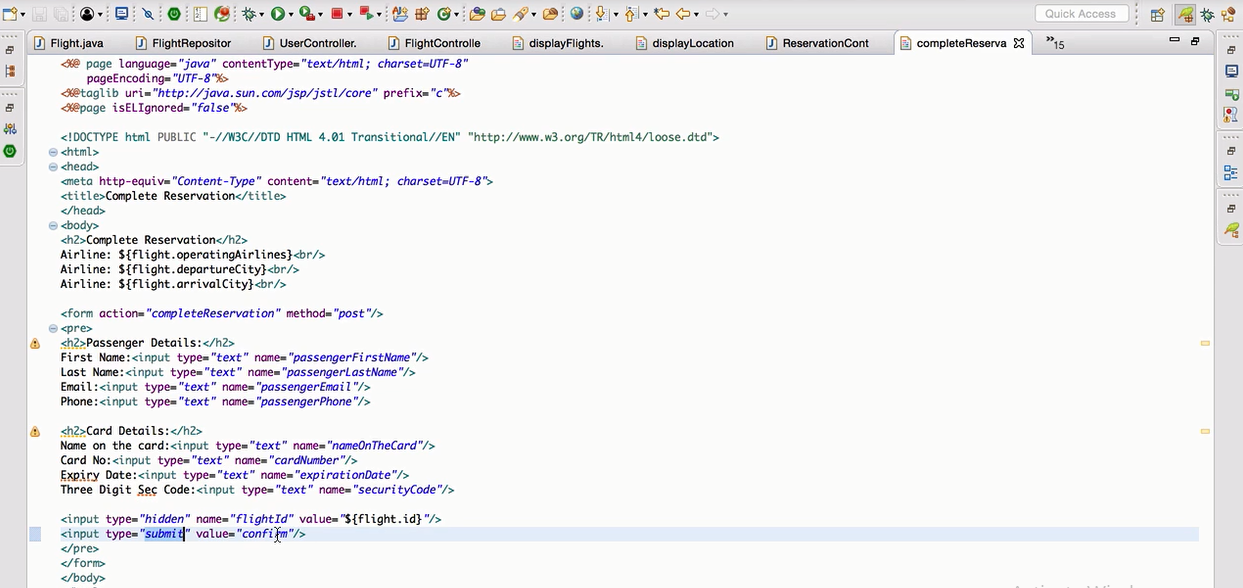 Quick Access
Flight.java FlightRepositor UserController. FlightControlle displayFlights. displayLocation ReservationCont completeReserva »15
<%@ page language="java" contentType="text/html; charset=UTF-8"
pageEncoding="UTF-8"%>
<%@taglib uri="http://java.sun.com/jsp/jstl/core" prefix="c"%>
<%@page isELIgnored="false"%>
<!DOCTYPE html PUBLIC "-//W3C//DTD HTML 4.01 Transitional//EN" "http://www.w3.org/TR/html4/loose.dtd">
<html>
<head>
<meta http-equiv="Content-Type" content="text/html; charset=UTF-8">
<title>Complete Reservation</title>
</head>
<body>
<h2>Complete Reservation</h2>
Airline: ${flight.operatingAirlines}<br/>
Airline: ${flight.departureCity}<br/>
Airline: ${flight.arrivalCity}<br/>
<form action="completeReservation" method="post"/>
<pre>
<h2>Passenger Details:</h2>
First Name:<input type="text" name="passengerFirstName"/>
Last Name:<input type="text" name="passengerLastName"/>
Email:<input type="text" name="passengerEmail"/>
Phone:<input type="text" name="passengerPhone"/>
<h2>Card Details:</h2>
Name on the card:<input type="text" name="nameOnTheCard"/>
Card No:<input type="text" name="cardNumber"/>
Expiry Date:<input type="text" name="expirationDate"/>
Three Digit Sec Code:<input type="text" name="securityCode"/>
<input type="hidden" name="flightId" value="${flight.id}"/>
<input type="submit" value="confirm"/>
</pre>
</form>
</body>